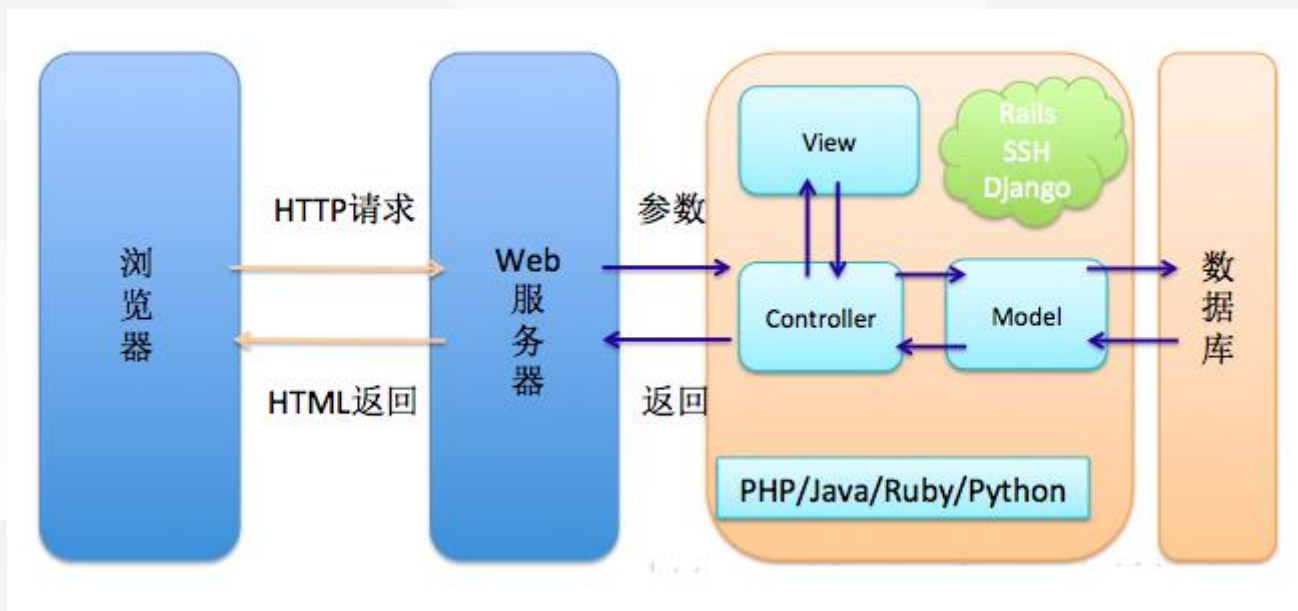 浏览器
HTTP请求
HTML返回
Web
服务器
参数
返回
View
Rails
SSH
Django
Controller
Model
PHP/Java/Ruby/Python
数据库